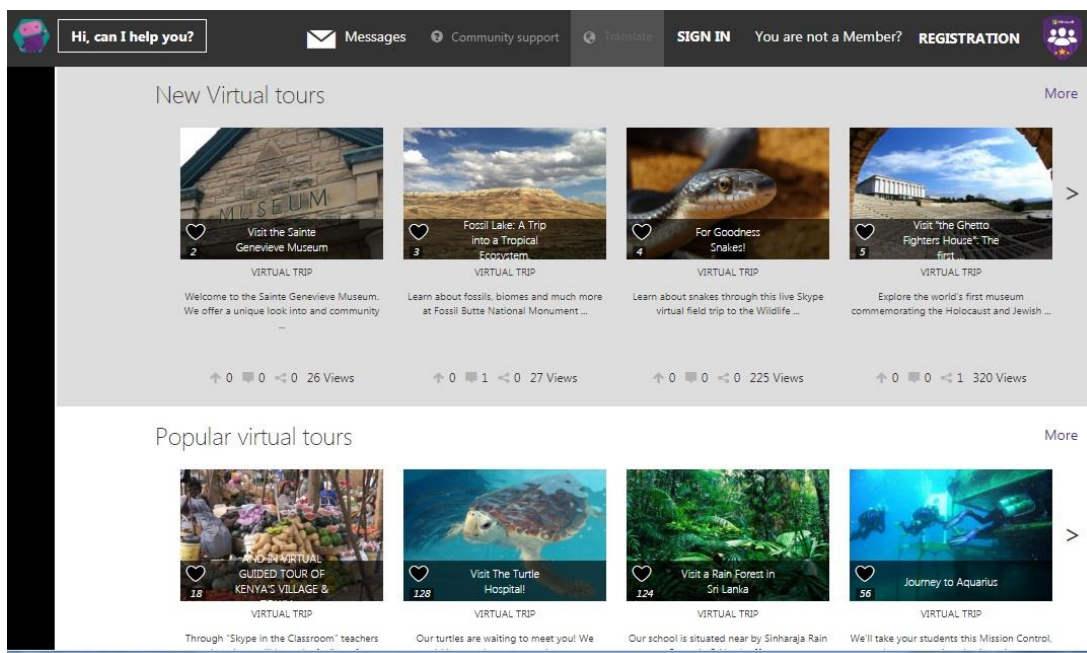 Hi, can I help you?
Messages
Community support
Translate
SIGN IN
You are not a Member?
REGISTRATION
New Virtual tours
More
MUSEUM
2
Visit the Sainte
Genevieve Museum
VIRTUAL TRIP
Welcome to the Sainte Genevieve Museum.
We offer a unique look into and community
...
0 0 0 26 Views
3
Fossil Lake: A Trip
into a Tropical
Ecosystem.
VIRTUAL TRIP
Learn about fossils, biomes and much more
at Fossil Butte National Monument ...
0 1 0 27 Views
4
For Goodness
Snakes!
VIRTUAL TRIP
Learn about snakes through this live Skype
virtual field trip to the Wildlife ...
0 0 0 225 Views
5
Visit "the Ghetto
Fighters House": The
first ...
VIRTUAL TRIP
Explore the world's first museum
commemorating the Holocaust and Jewish ...
0 0 1 320 Views
>
Popular virtual tours
More
18
AND IN VIRTUAL
GUIDED TOUR OF
KENYA'S VILLAGE &
VIRTUAL TRIP
Through "Skype in the Classroom" teachers
128
Visit The Turtle
Hospital!
VIRTUAL TRIP
Our turtles are waiting to meet you! We
124
Visit a Rain Forest in
Sri Lanka
VIRTUAL TRIP
Our school is situated near by Sinharaja Rain
56
Journey to Aquarius
VIRTUAL TRIP
We'll take your students this Mission Control,
>